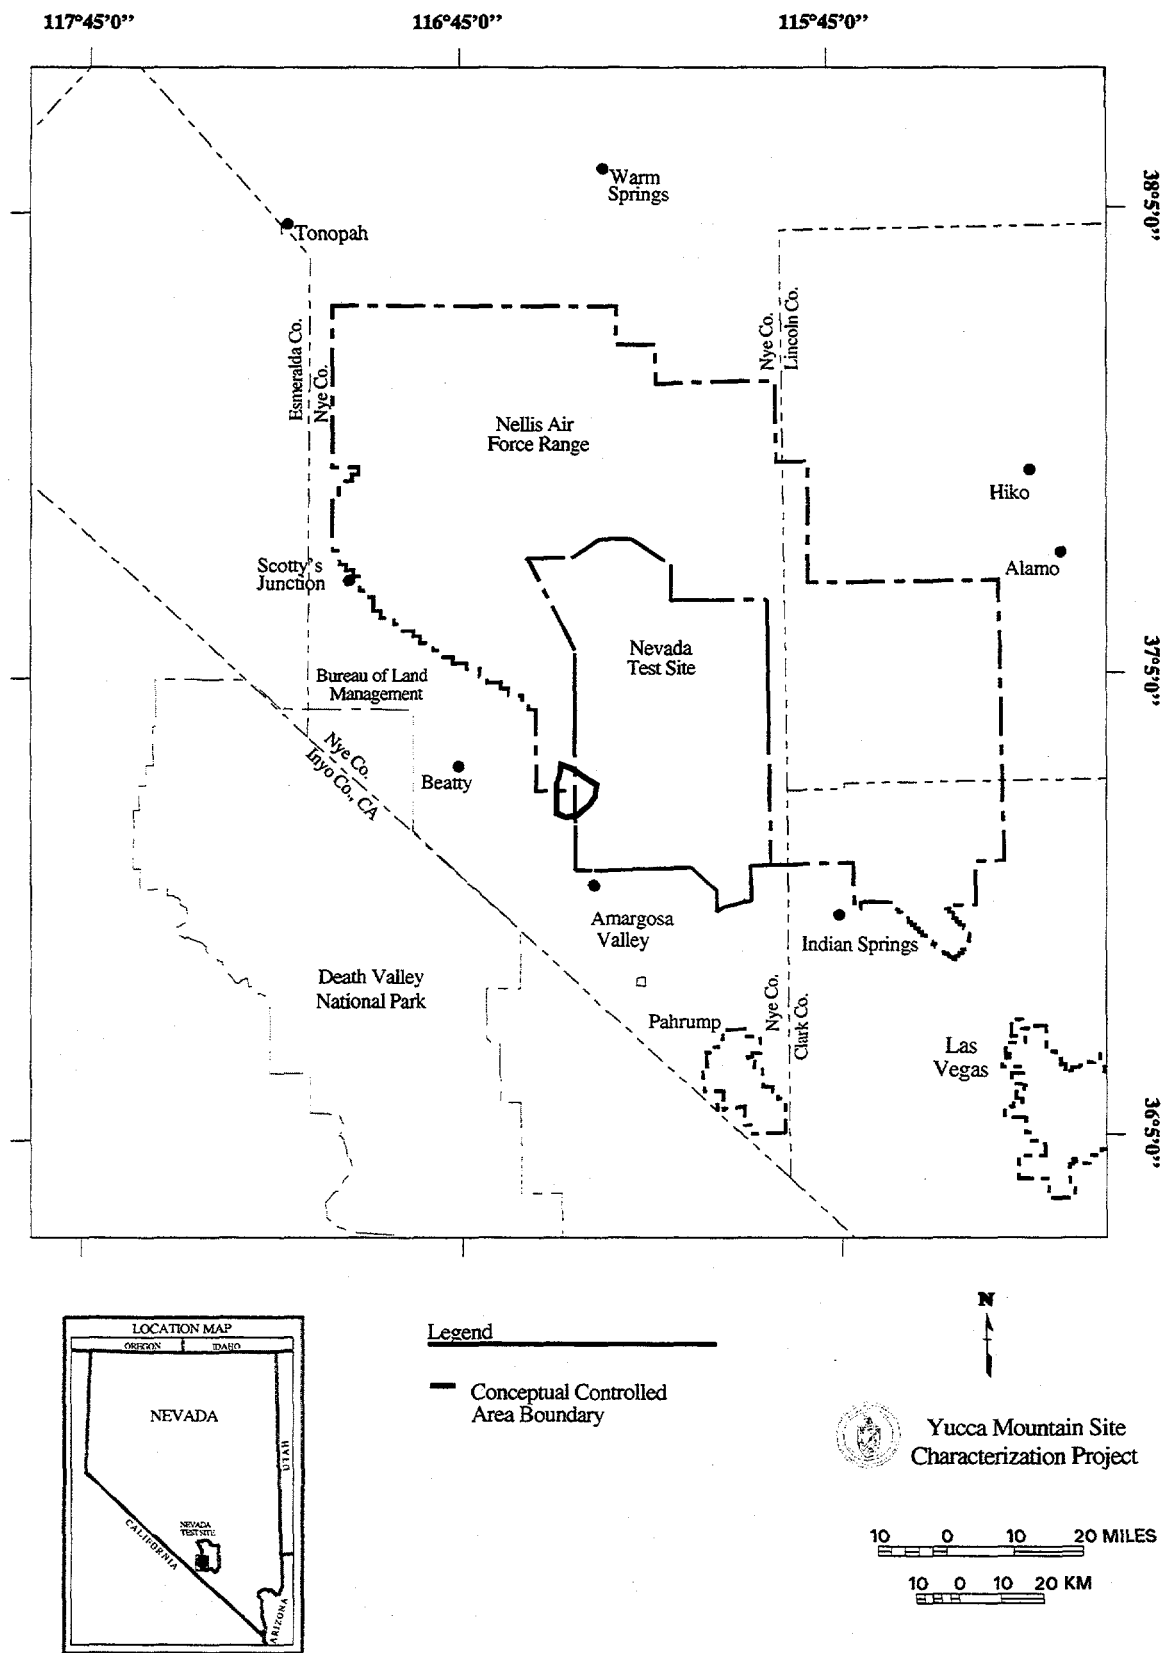 117°45'0"
116°45'0"
115°45'0"
Warm
Springs
38°5'0"
Tonopah
Esmeralda Co.
Nye Co.
Nye Co.
Lincoln Co.
Nellis Air
Force Range
Hiko
Alamo
Scotty's
Junction
Nevada
Test Site
37°5'0"
Bureau of Land
Management
Nye Co.
Inyo Co., CA
Beatty
Amargosa
Valley
Indian Springs
Death Valley
National Park
Pahrump
Nye Co.
Clark Co.
Las
Vegas
36°5'0"
LOCATION MAP
OREGON
IDAHO
NEVADA
UTAH
NEVADA
TEST SITE
CALIFORNIA
ARIZONA
Legend
Conceptual Controlled
Area Boundary
N
Yucca Mountain Site
Characterization Project
10 0 10 20 MILES
10 0 10 20 KM